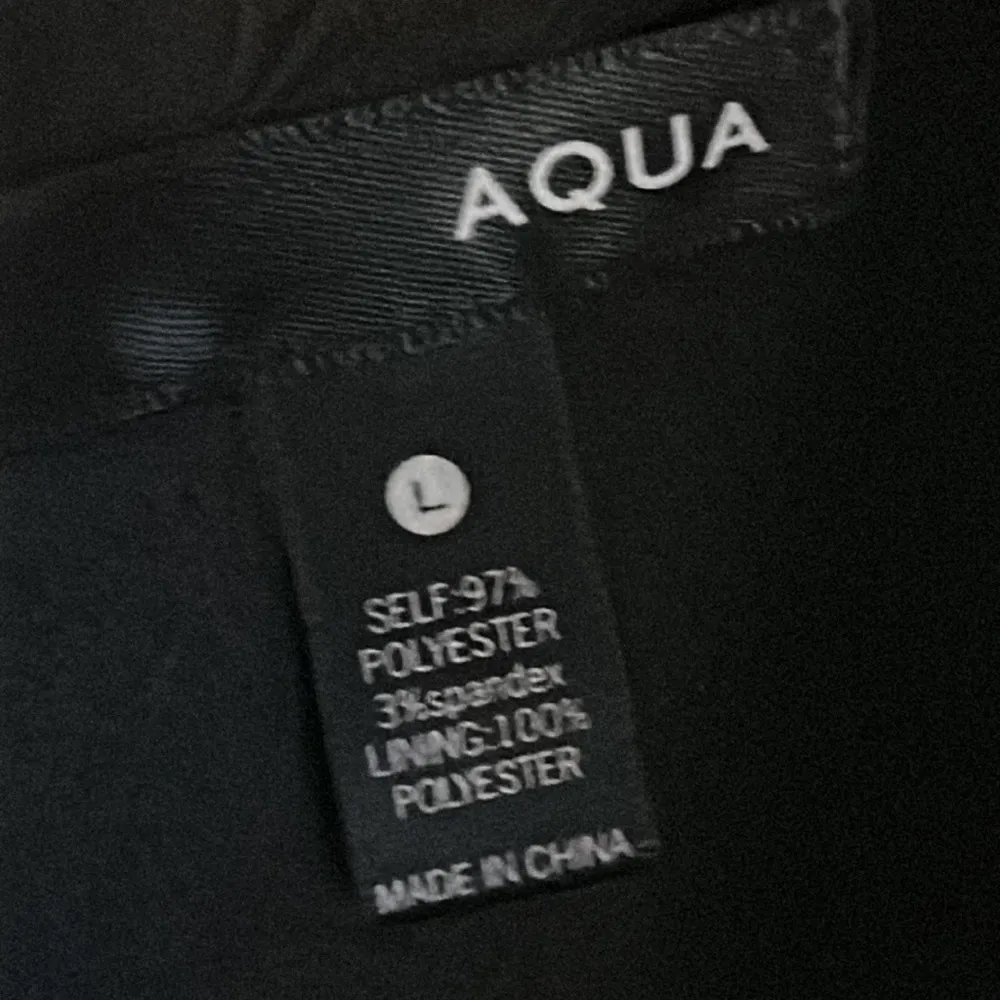 AQUA
L
SELF:97%
POLYESTER
3%spandex
LINING:100%
POLYESTER
MADE IN CHINA